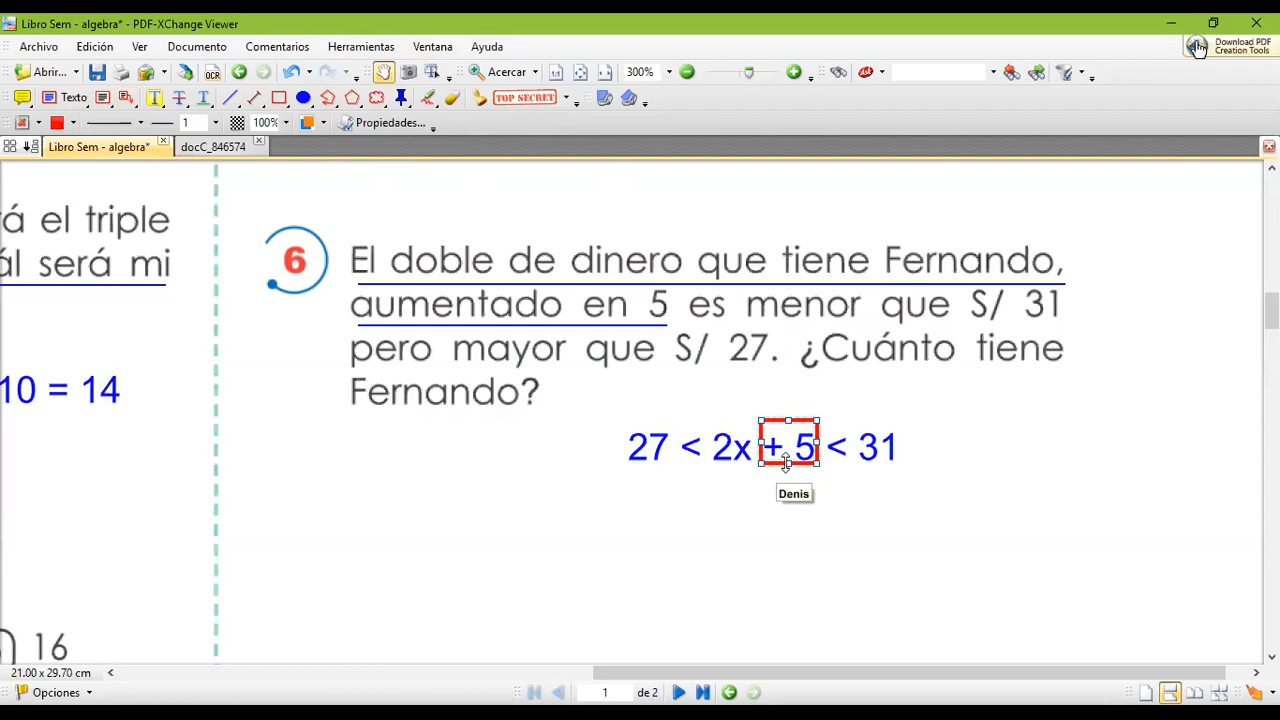 Libro Sem - algebra* - PDF-XChange Viewer
Archivo Edición Ver Documento Comentarios Herramientas Ventana Ayuda
Download PDF
Creation Tools
Abrir... OCR Acercar 1:1 300%
Texto TOP SECRET
1 100% Propiedades...
Libro Sem - algebra* docC_846574
á el triple
ál será mi
10 = 14
16
6
El doble de dinero que tiene Fernando,
aumentado en 5 es menor que S/ 31
pero mayor que S/ 27. ¿Cuánto tiene
Fernando?
27 < 2x + 5 < 31
Denis
21.00 x 29.70 cm
Opciones 1 de 2